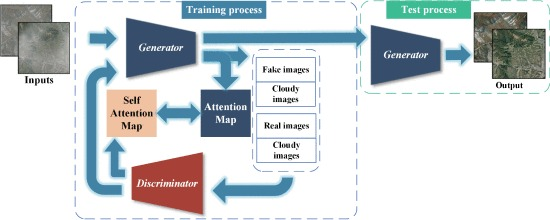 Training process
Test process
Generator
Generator
Inputs
Output
Fake images
Cloudy
images
Self
Attention
Map
Attention
Map
Real images
Cloudy
images
Discriminator